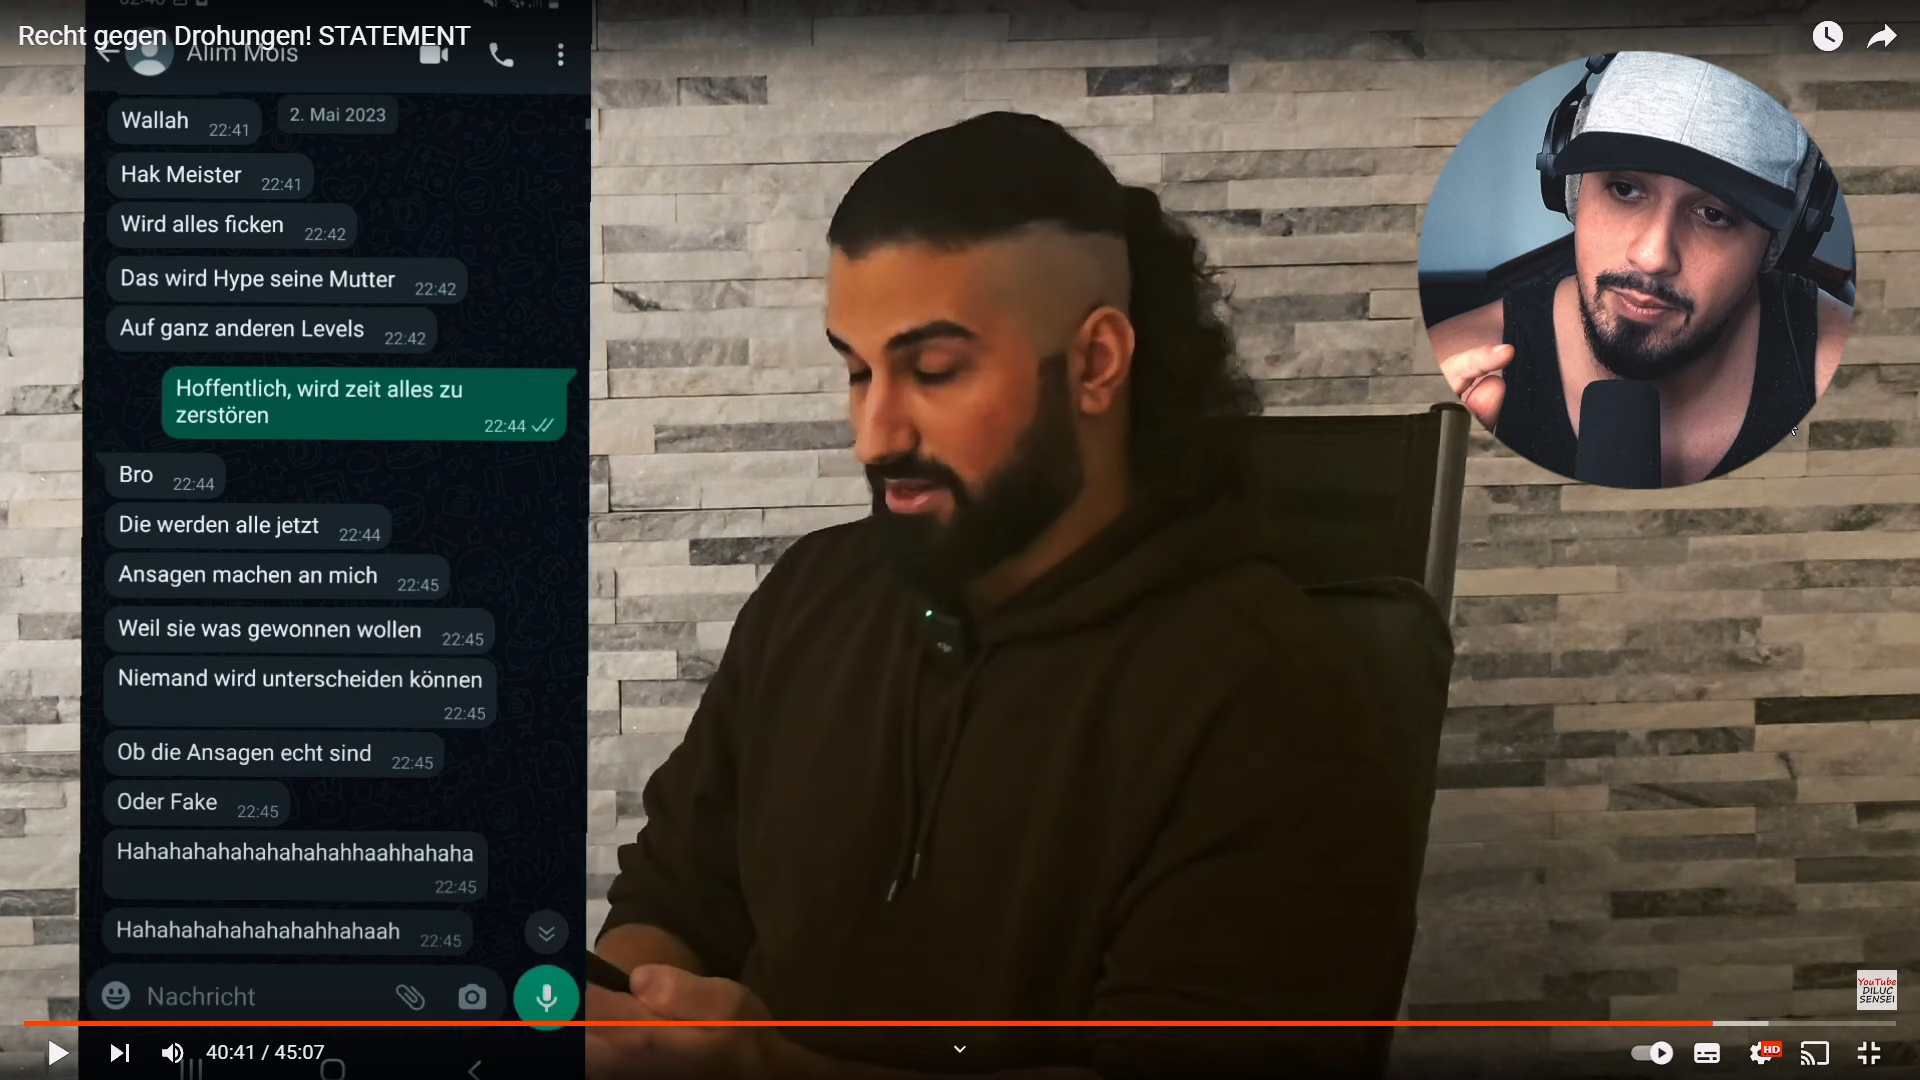 Recht gegen Drohungen! STATEMENT
Alim Mois
2. Mai 2023
Wallah 22:41
Hak Meister 22:41
Wird alles ficken 22:42
Das wird Hype seine Mutter 22:42
Auf ganz anderen Levels 22:42
Hoffentlich, wird zeit alles zu
zerstören 22:44
Bro 22:44
Die werden alle jetzt 22:44
Ansagen machen an mich 22:45
Weil sie was gewonnen wollen 22:45
Niemand wird unterscheiden können
22:45
Ob die Ansagen echt sind 22:45
Oder Fake 22:45
Hahahahahahahahahahhaahhahaha
22:45
Hahahahahahahahahhahaah 22:45
Nachricht
YouTube
DILUC
SENSEI
40:41 / 45:07
HD